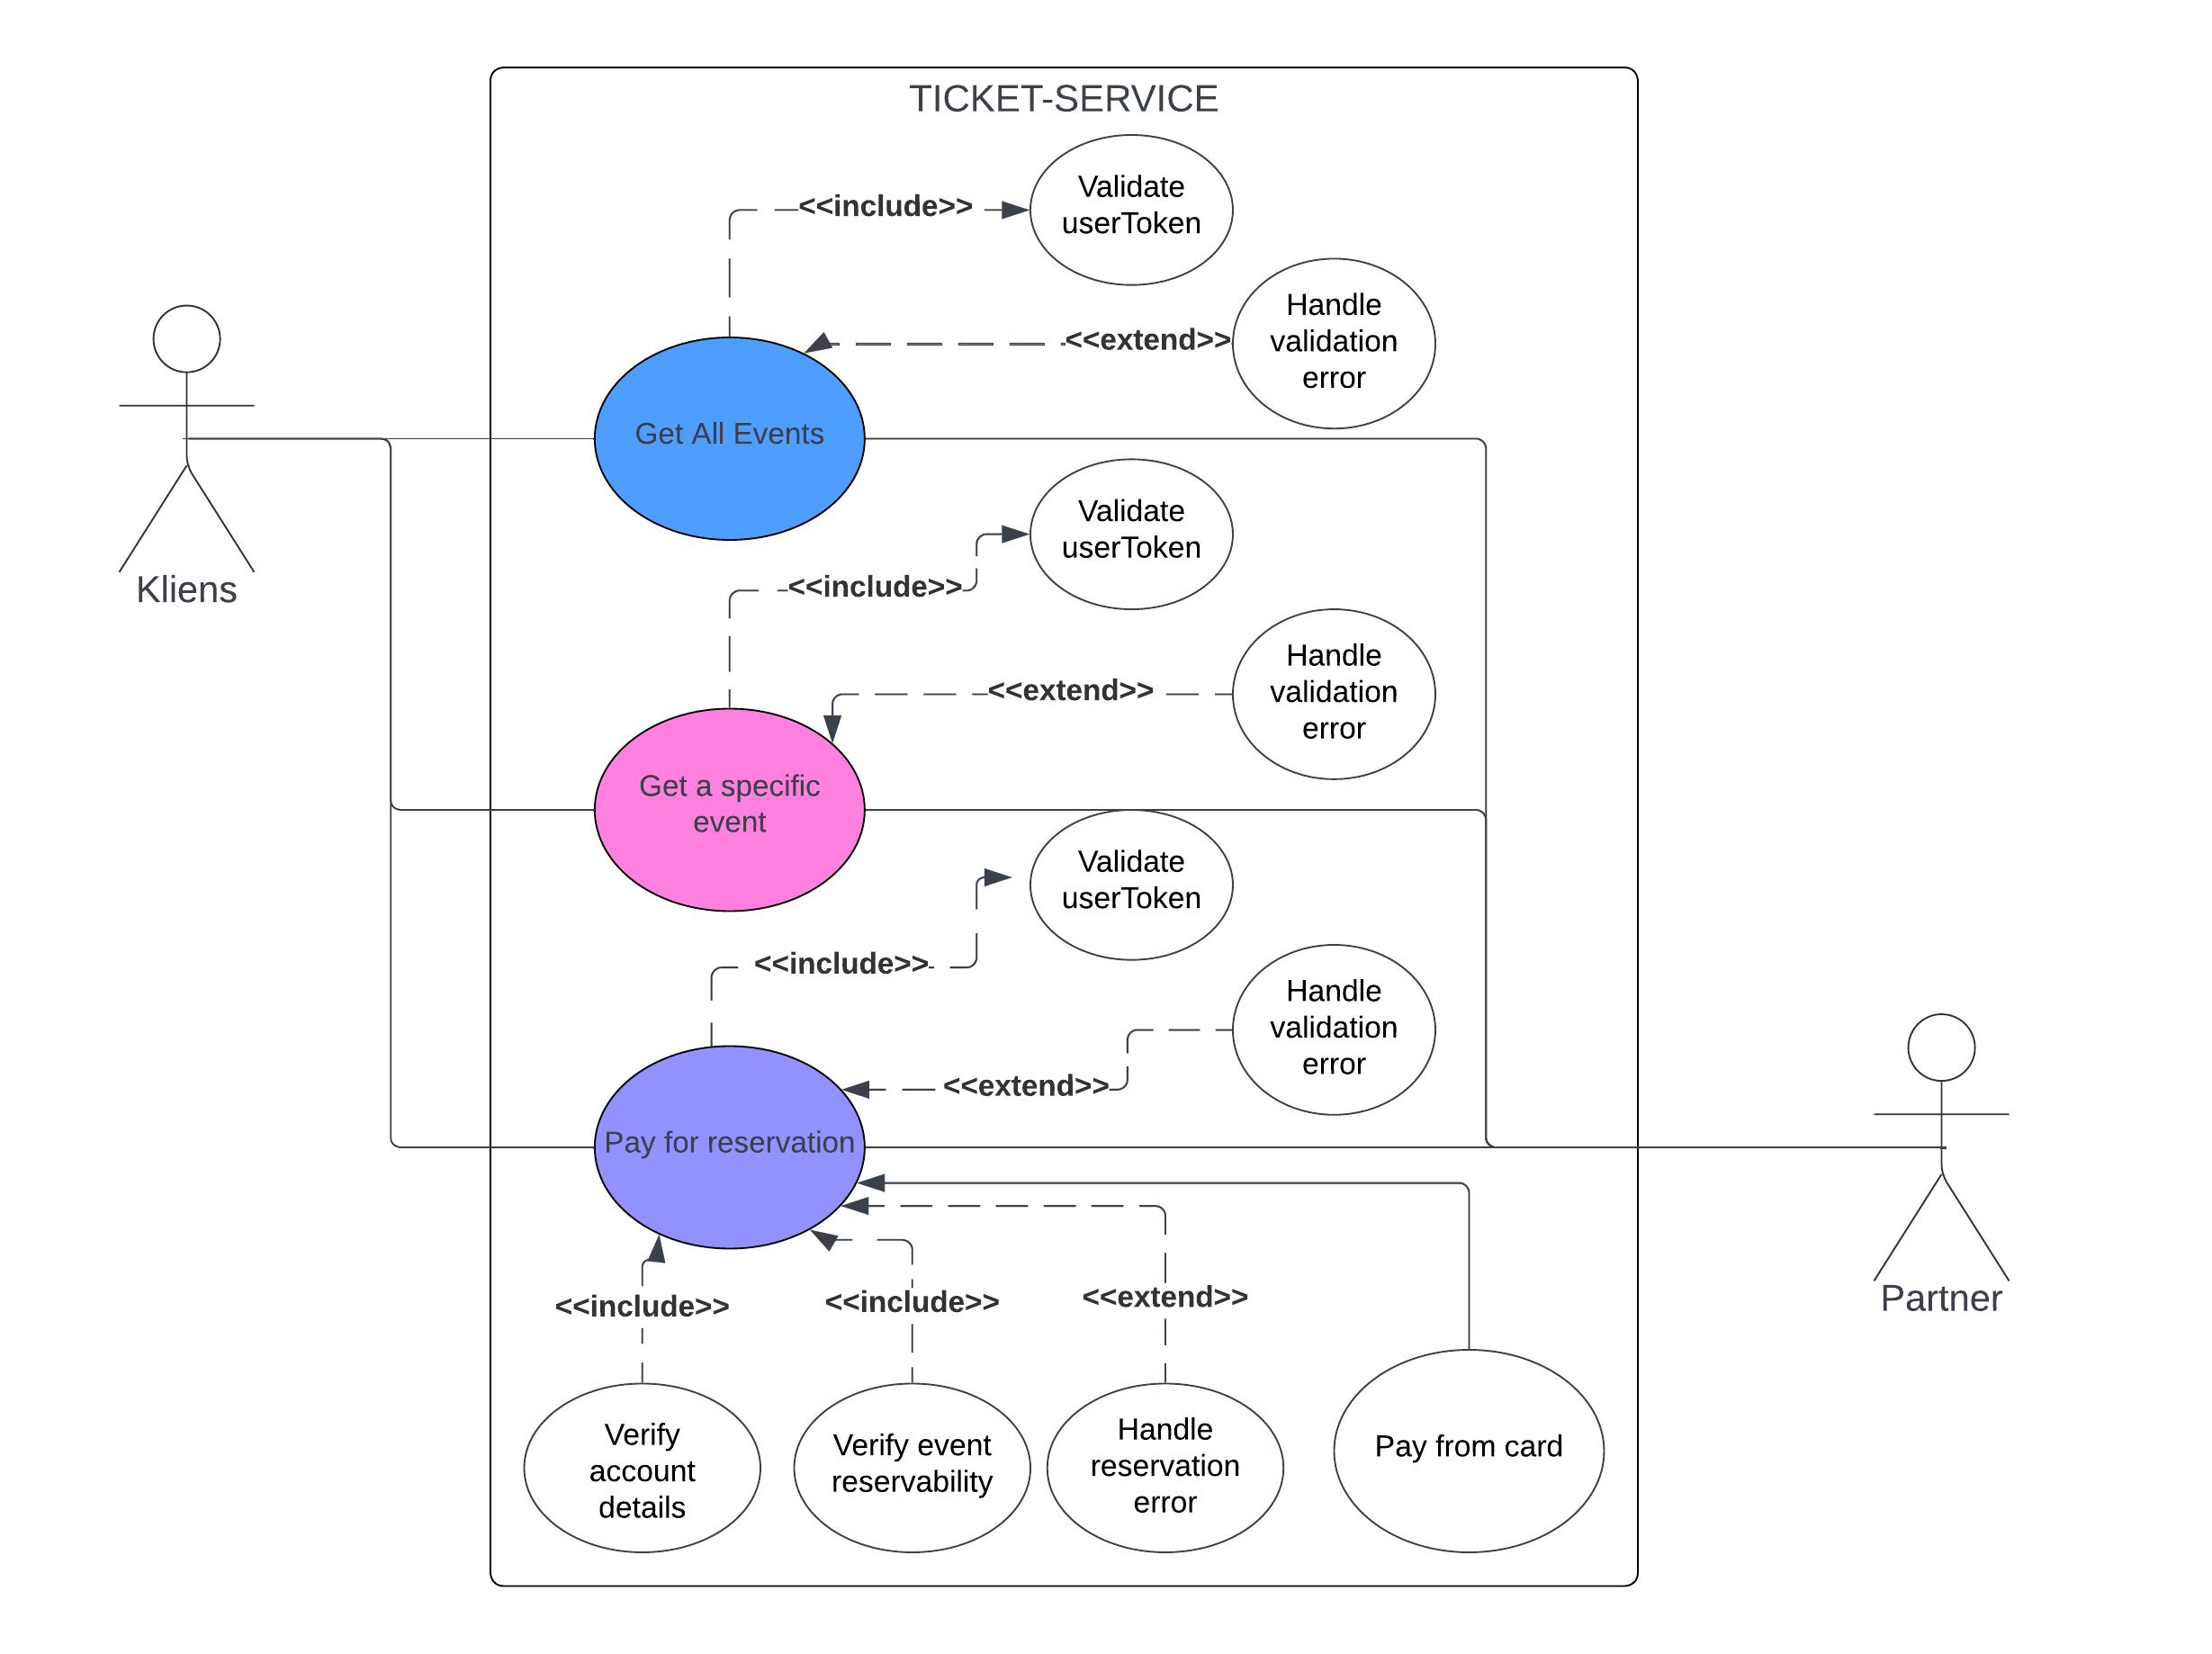 TICKET-SERVICE
Validate
userToken
<<include>>
Handle
validation
error
<<extend>>
Get All Events
Kliens
Validate
userToken
<<include>>
Handle
validation
error
<<extend>>
Get a specific
event
Validate
userToken
<<include>>
Handle
validation
error
<<extend>>
Pay for reservation
Partner
<<include>>
<<include>>
<<extend>>
Verify
account
details
Verify event
reservability
Handle
reservation
error
Pay from card